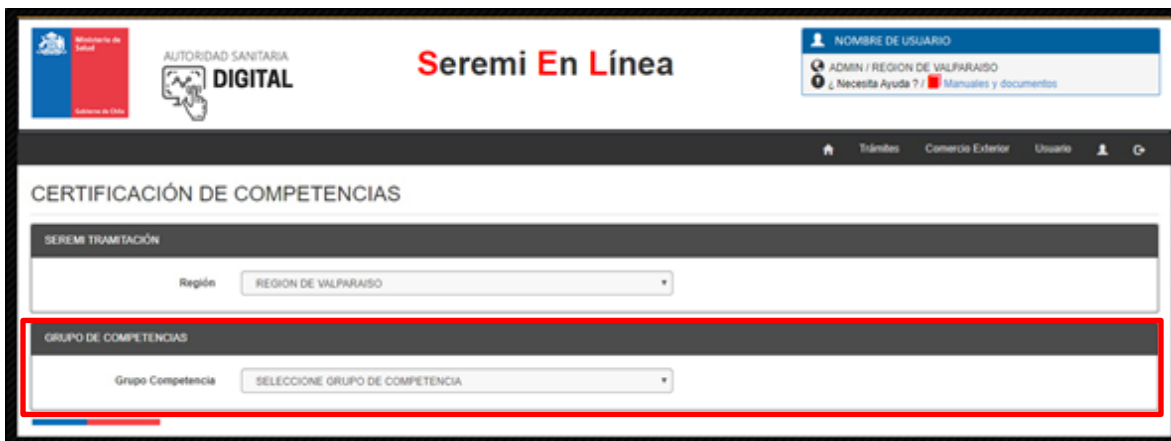 Ministerio de
Salud
Gobierno de Chile
AUTORIDAD SANITARIA
DIGITAL
Seremi En Línea
NOMBRE DE USUARIO
ADMIN / REGION DE VALPARAISO
¿ Necesita Ayuda ? / Manuales y documentos
Trámites Comercio Exterior Usuario
CERTIFICACIÓN DE COMPETENCIAS
SEREMI TRAMITACIÓN
Región REGION DE VALPARAISO
GRUPO DE COMPETENCIAS
Grupo Competencia SELECCIONE GRUPO DE COMPETENCIA